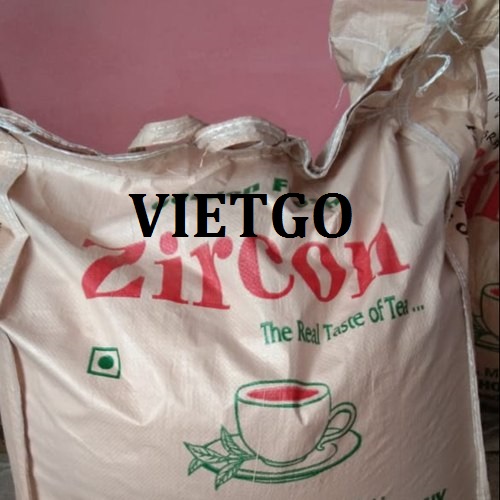 VIETGO
Zircon
The Real Taste of Tea...